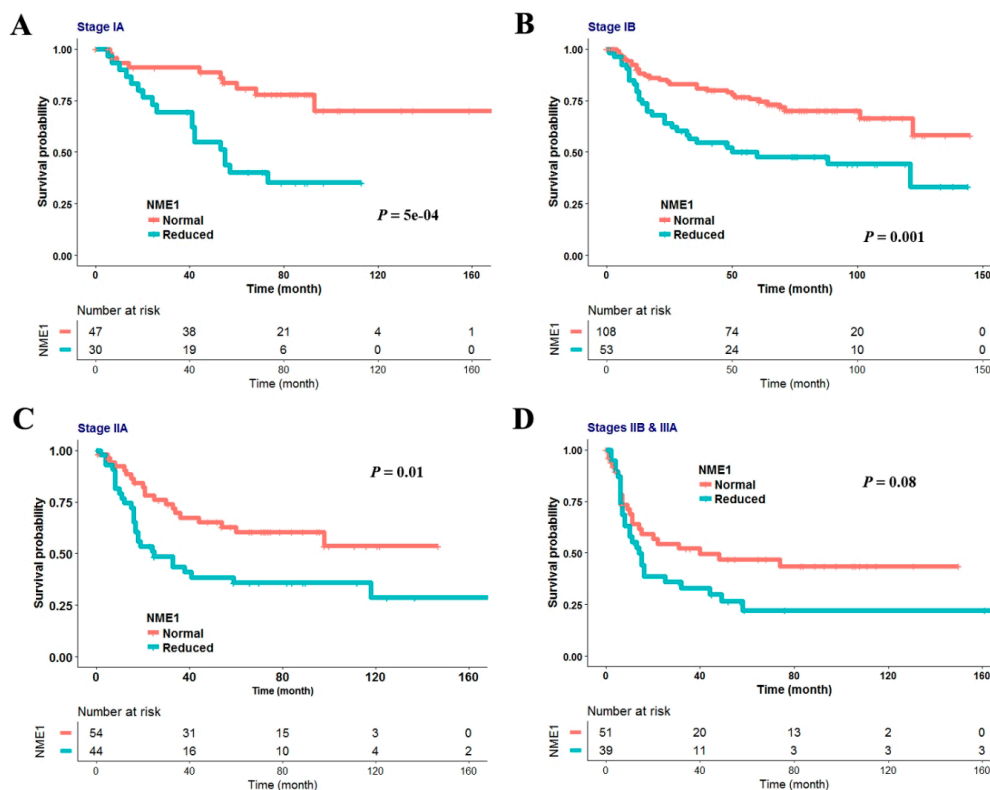 A
Stage IA
Survival probability
1.00
0.75
0.50
0.25
0.00
NME1
Normal
Reduced
P = 5e-04
0 40 80 120 160
Time (month)
Number at risk
NME1
47 38 21 4 1
30 19 6 0 0
0 40 80 120 160
Time (month)
B
Stage IB
Survival probability
1.00
0.75
0.50
0.25
0.00
NME1
Normal
Reduced
P = 0.001
0 50 100 150
Time (month)
Number at risk
NME1
108 74 20 0
53 24 10 0
0 50 100 150
Time (month)
C
Stage IIA
Survival probability
1.00
0.75
0.50
0.25
0.00
P = 0.01
NME1
Normal
Reduced
0 40 80 120 160
Time (month)
Number at risk
NME1
54 31 15 3 0
44 16 10 4 2
0 40 80 120 160
Time (month)
D
Stages IIB & IIIA
Survival probability
1.00
0.75
0.50
0.25
0.00
NME1
Normal
Reduced
P = 0.08
0 40 80 120 160
Time (month)
Number at risk
NME1
51 20 13 2 0
39 11 3 3 3
0 40 80 120 160
Time (month)